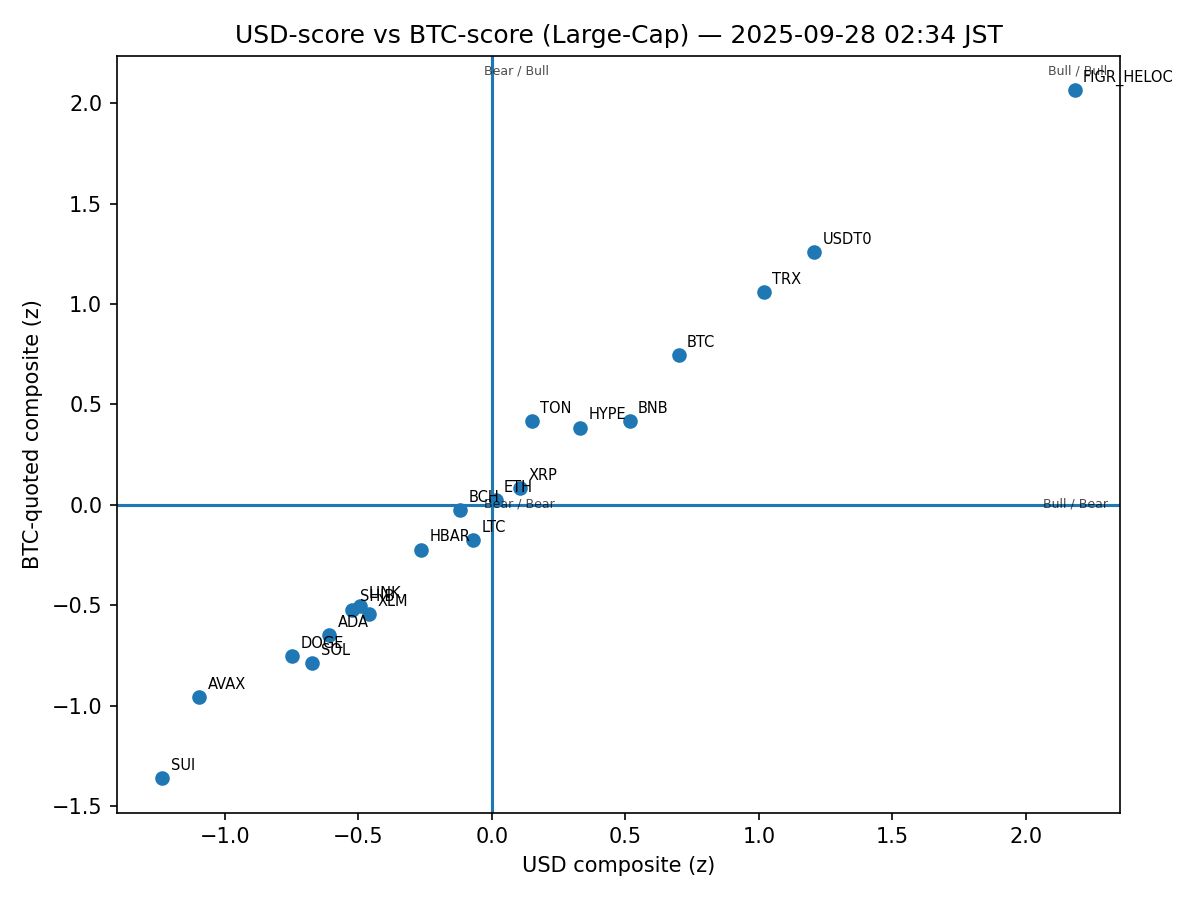 USD-score vs BTC-score (Large-Cap) — 2025-09-28 02:34 JST
Bear / Bull
Bull / Bull
FIGR_HELOC
2.0
1.5
USDT0
TRX
1.0
BTC
0.5
TON
HYPE
BNB
XRP
ETH
BCH
0.0
Bear / Bear
Bull / Bear
LTC
HBAR
LINK
SHIB
XLM
−0.5
ADA
DOGE
SOL
AVAX
−1.0
SUI
−1.5
−1.0
−0.5
0.0
0.5
1.0
1.5
2.0
USD composite (z)
BTC-quoted composite (z)